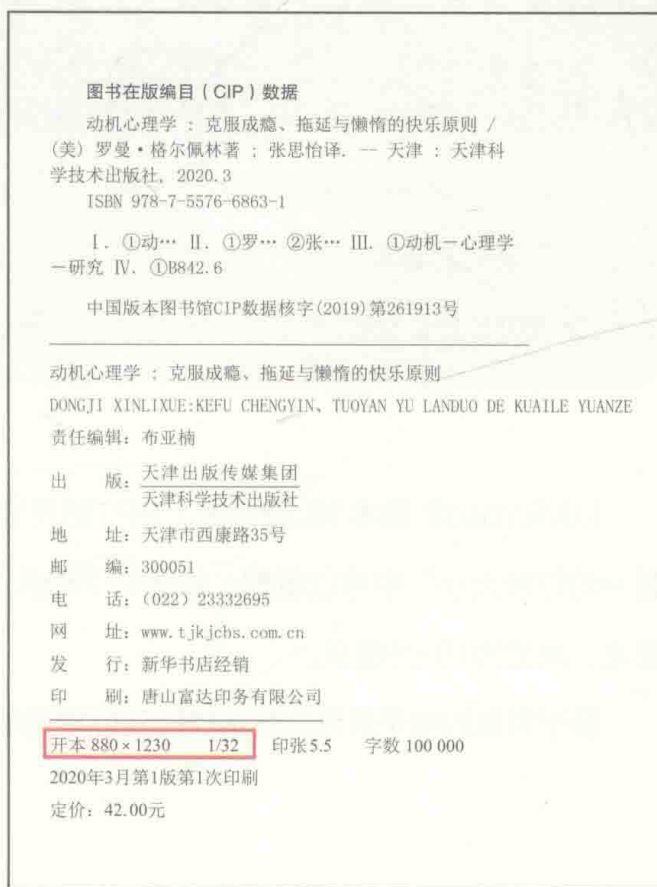 图书在版编目（CIP）数据
动机心理学：克服成瘾、拖延与懒惰的快乐原则 /
(美) 罗曼·格尔佩林著；张思怡译. -- 天津：天津科
学技术出版社, 2020.3
ISBN 978-7-5576-6863-1
Ⅰ. ①动… Ⅱ. ①罗… ②张… Ⅲ. ①动机－心理学
－研究 Ⅳ. ①B842.6
中国版本图书馆CIP数据核字(2019)第261913号
动机心理学：克服成瘾、拖延与懒惰的快乐原则
DONGJI XINLIXUE:KEFU CHENGYIN、TUOYAN YU LANDUO DE KUAILE YUANZE
责任编辑：布亚楠
出 版：天津出版传媒集团
天津科学技术出版社
地 址：天津市西康路35号
邮 编：300051
电 话：(022) 23332695
网 址：www.tjkjcbs.com.cn
发 行：新华书店经销
印 刷：唐山富达印务有限公司
开本 880×1230 1/32 印张 5.5 字数 100 000
2020年3月第1版第1次印刷
定价：42.00元